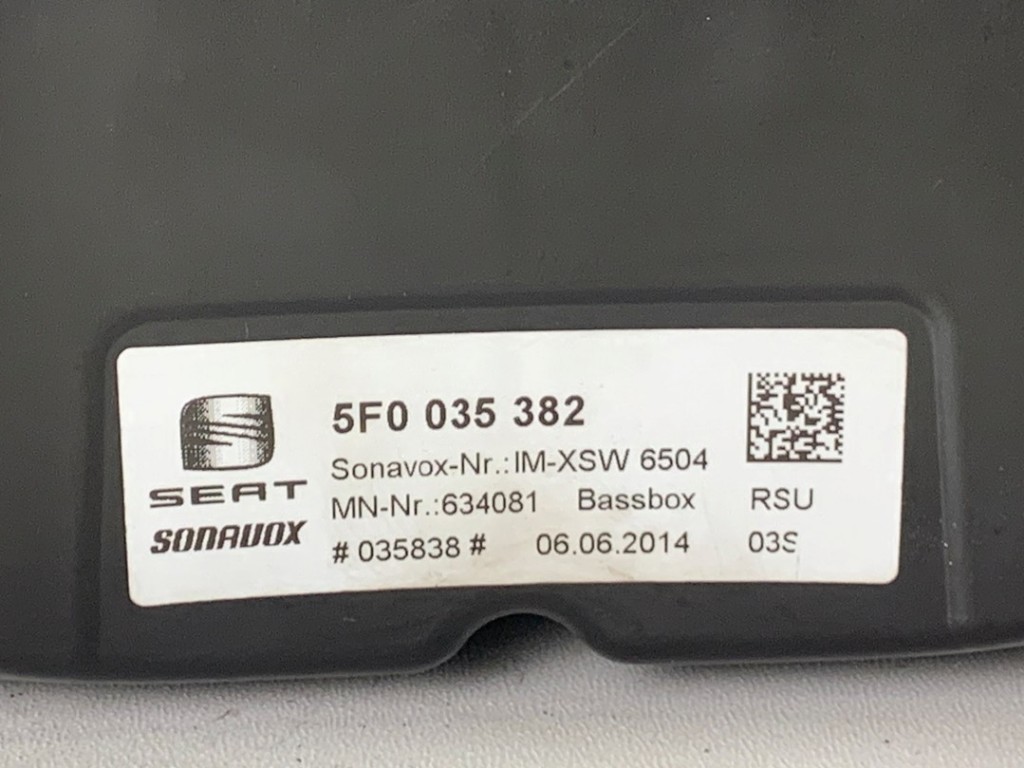 SEAT
SONAVOX
5F0 035 382
Sonavox-Nr.:IM-XSW 6504
MN-Nr.:634081 Bassbox RSU
# 035838 # 06.06.2014 03S